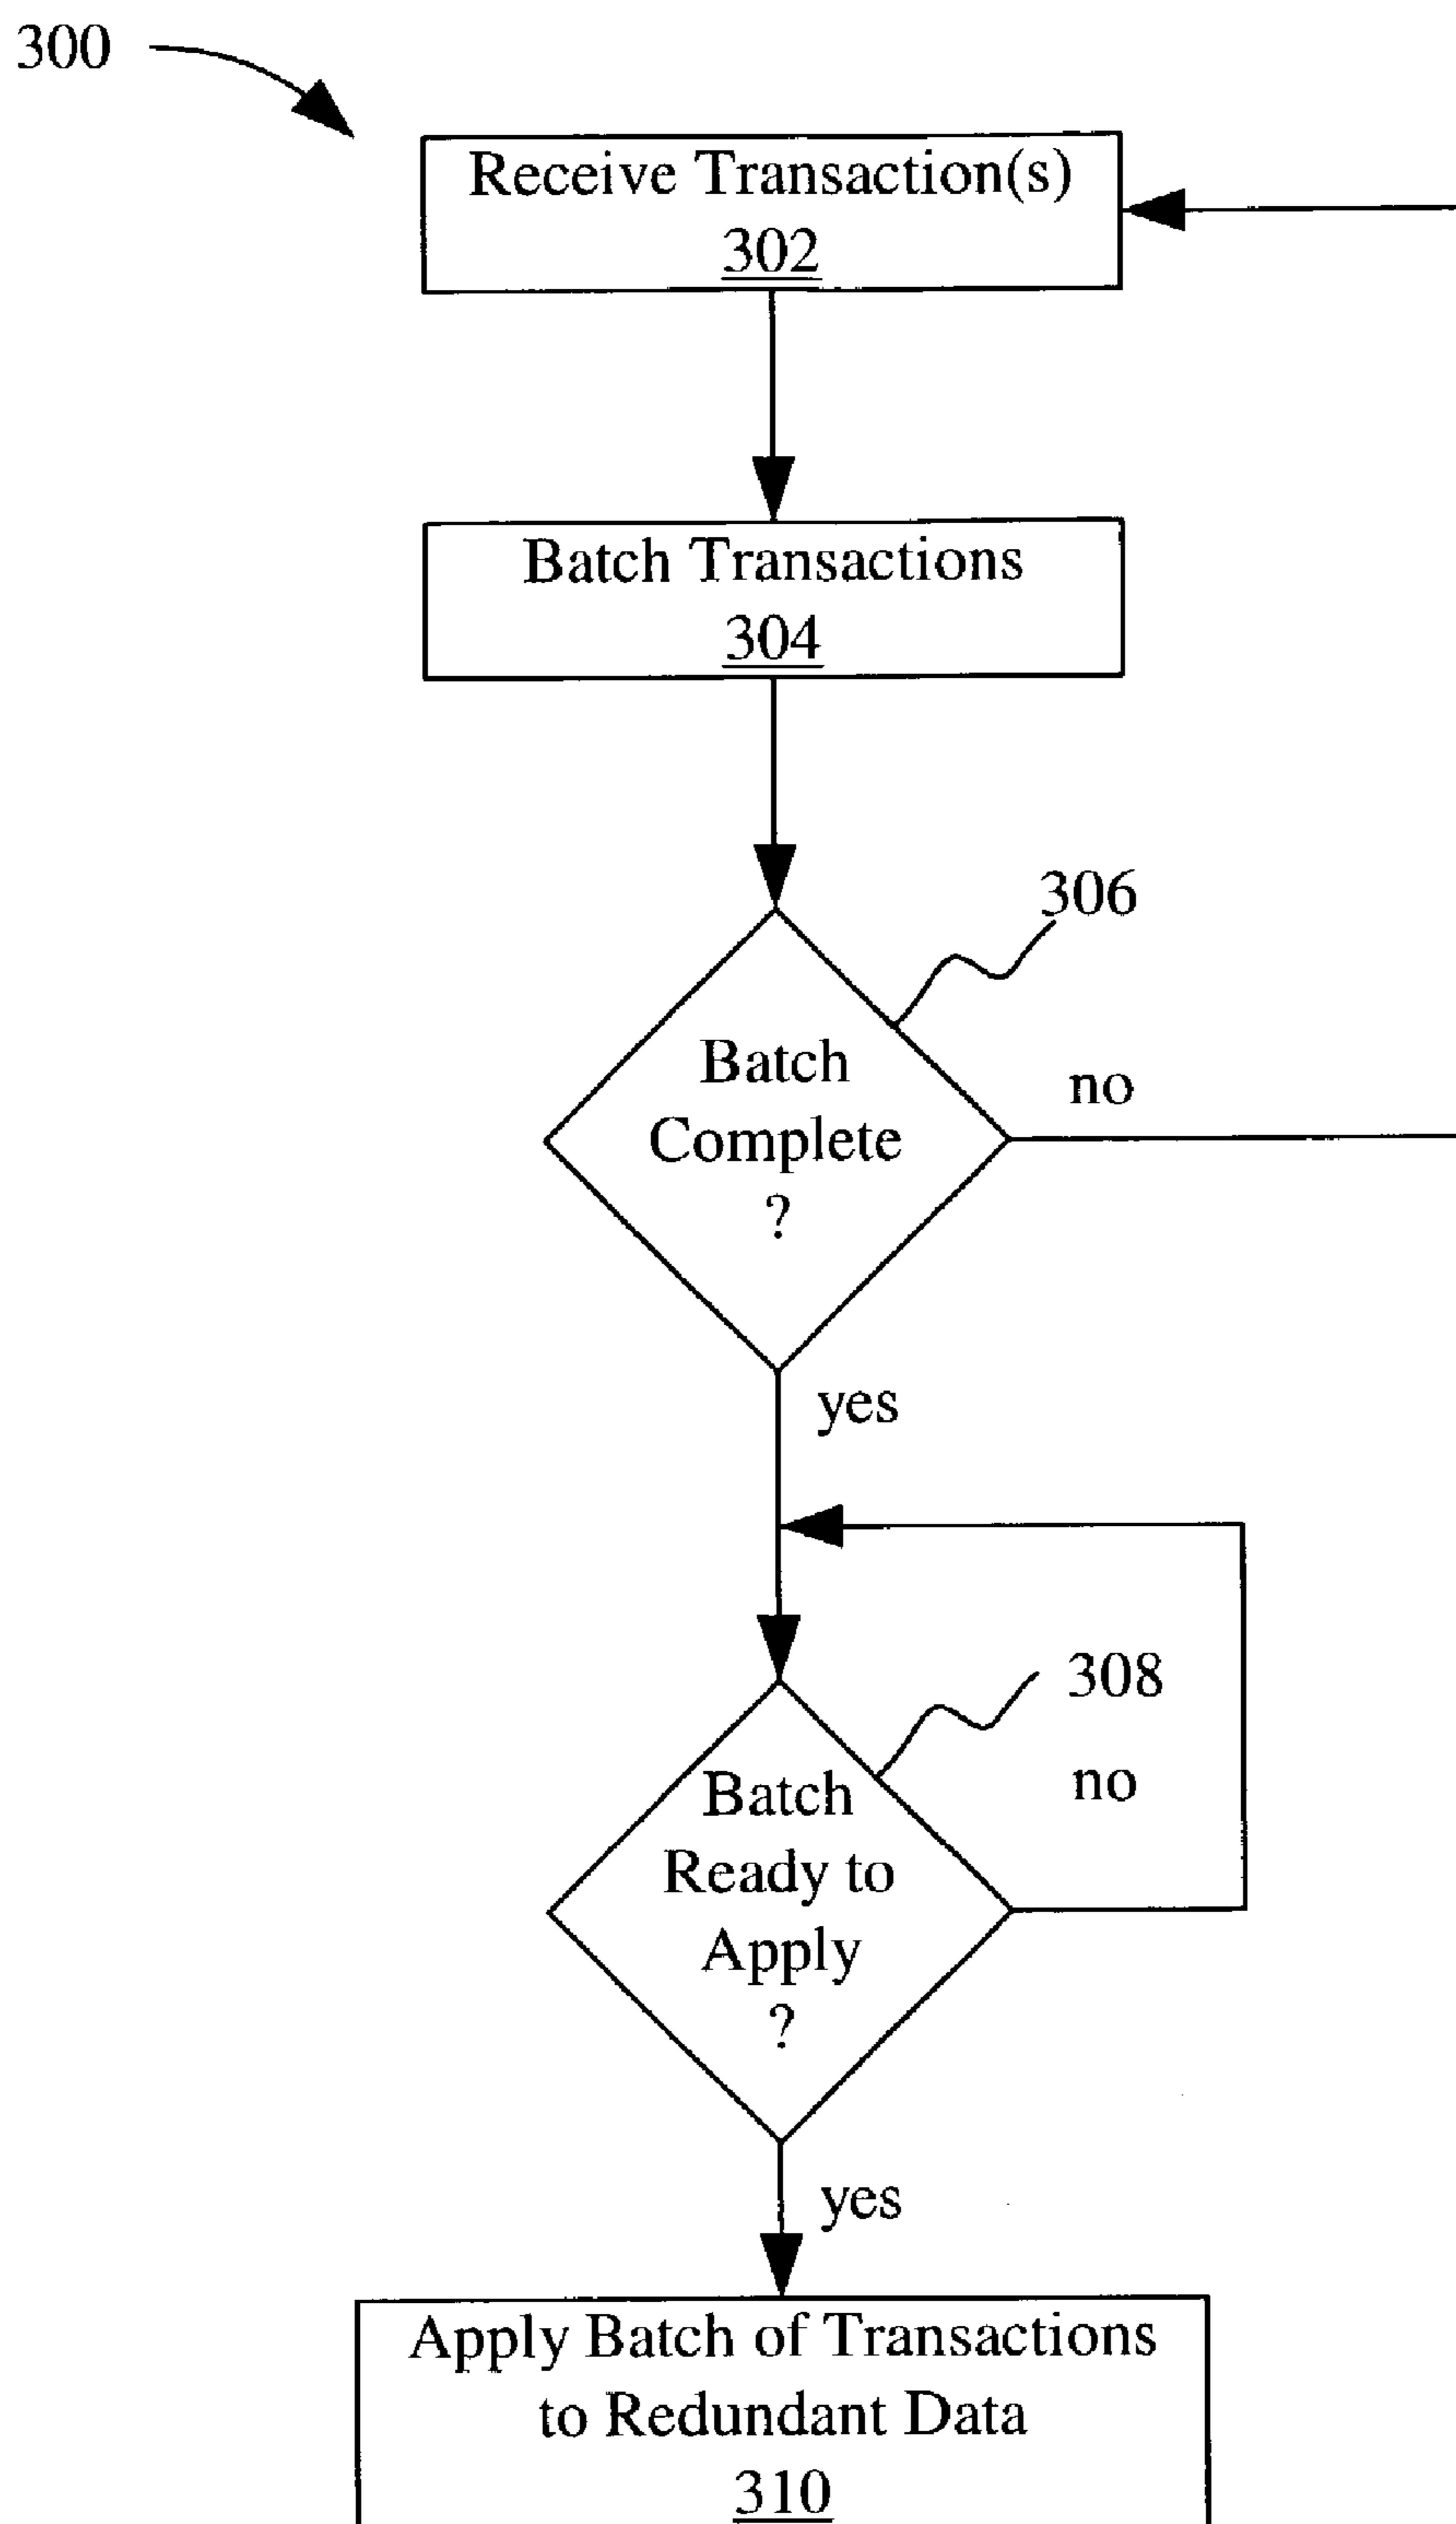 300
Receive Transaction(s)
302
Batch Transactions
304
306
Batch
Complete
?
no
yes
308
no
Batch
Ready to
Apply
?
yes
Apply Batch of Transactions
to Redundant Data
310